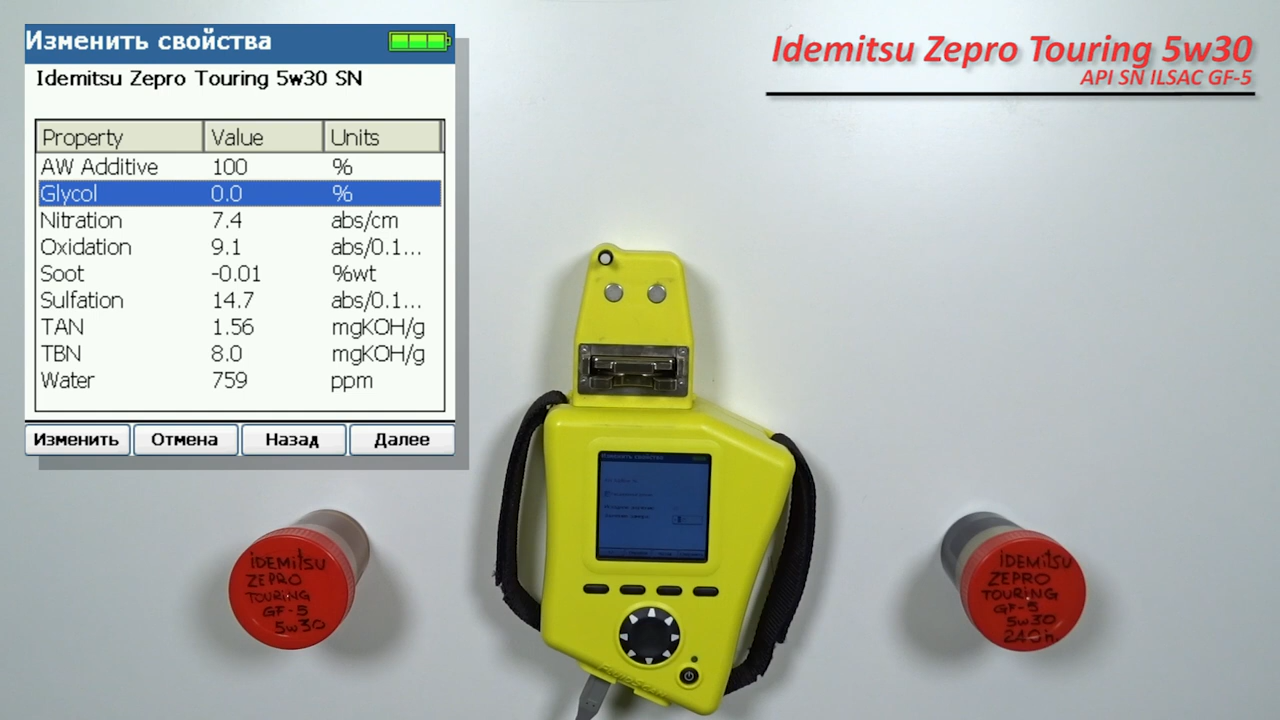 Изменить свойства
Idemitsu Zepro Touring 5w30 SN
Property Value Units
AW Additive 100 %
Glycol 0.0 %
Nitration 7.4 abs/cm
Oxidation 9.1 abs/0.1...
Soot -0.01 %wt
Sulfation 14.7 abs/0.1...
TAN 1.56 mgKOH/g
TBN 8.0 mgKOH/g
Water 759 ppm
Изменить Отмена Назад Далее
Idemitsu Zepro Touring 5w30
API SN ILSAC GF-5
Изменить свойства
IDEMITSU
ZEPRO
TOURING
GF-5
5w30
IDEMITSU
ZEPRO
TOURING
GF-5
5w30
240h